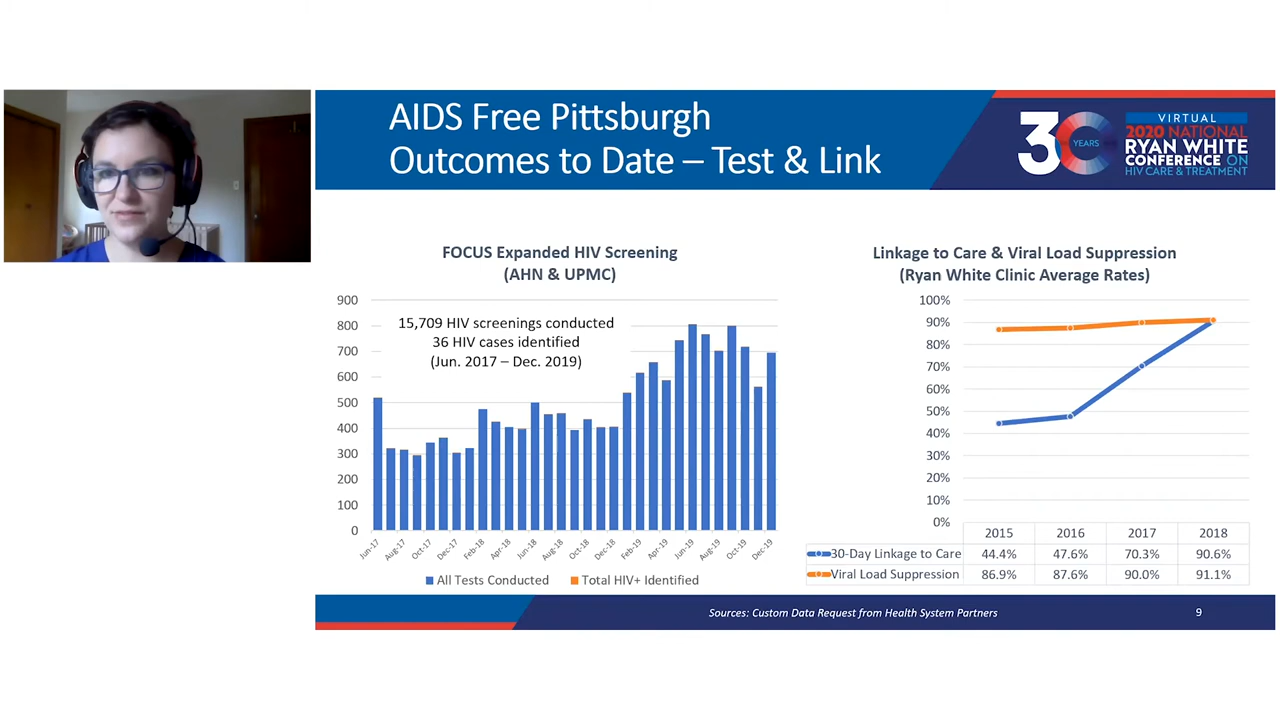 AIDS Free Pittsburgh
Outcomes to Date – Test & Link
30
YEARS
VIRTUAL
2020 NATIONAL
RYAN WHITE
CONFERENCE ON
HIV CARE & TREATMENT
FOCUS Expanded HIV Screening
(AHN & UPMC)
900
800
700
600
500
400
300
200
100
0
15,709 HIV screenings conducted
36 HIV cases identified
(Jun. 2017 – Dec. 2019)
Jun-17 Aug-17 Oct-17 Dec-17 Feb-18 Apr-18 Jun-18 Aug-18 Oct-18 Dec-18 Feb-19 Apr-19 Jun-19 Aug-19 Oct-19 Dec-19
All Tests Conducted Total HIV+ Identified
Linkage to Care & Viral Load Suppression
(Ryan White Clinic Average Rates)
100%
90%
80%
70%
60%
50%
40%
30%
20%
10%
0%
2015 2016 2017 2018
30-Day Linkage to Care 44.4% 47.6% 70.3% 90.6%
Viral Load Suppression 86.9% 87.6% 90.0% 91.1%
Sources: Custom Data Request from Health System Partners
9